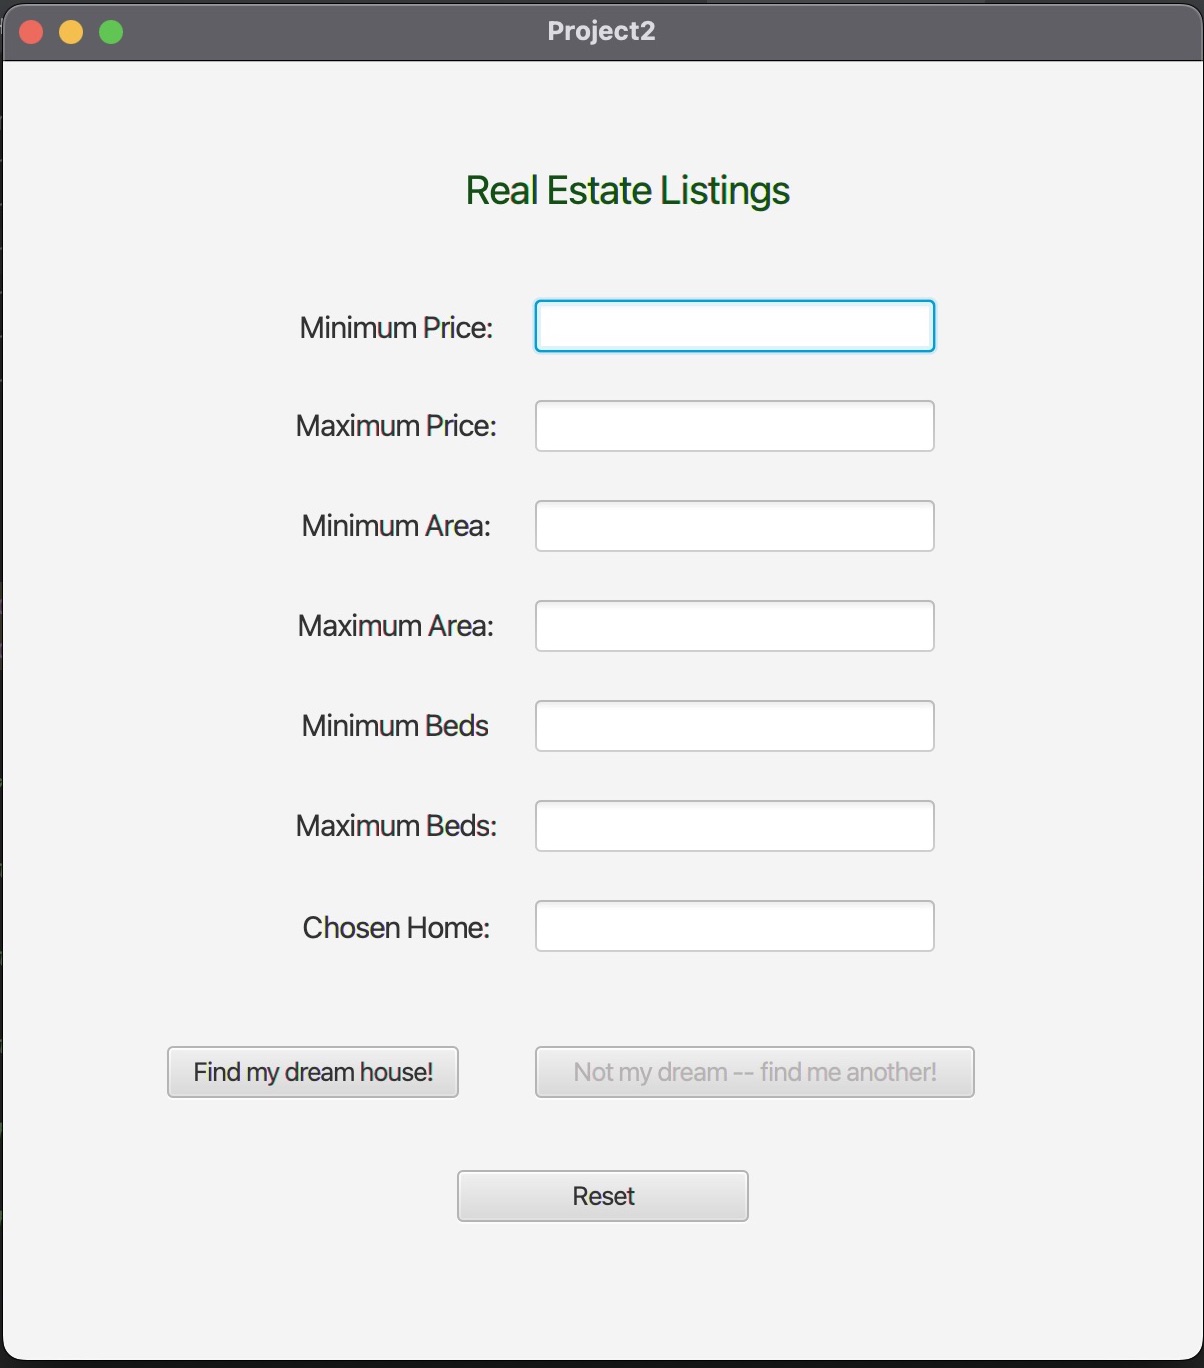 Project2
Real Estate Listings
Minimum Price:
Maximum Price:
Minimum Area:
Maximum Area:
Minimum Beds
Maximum Beds:
Chosen Home:
Find my dream house!
Not my dream -- find me another!
Reset